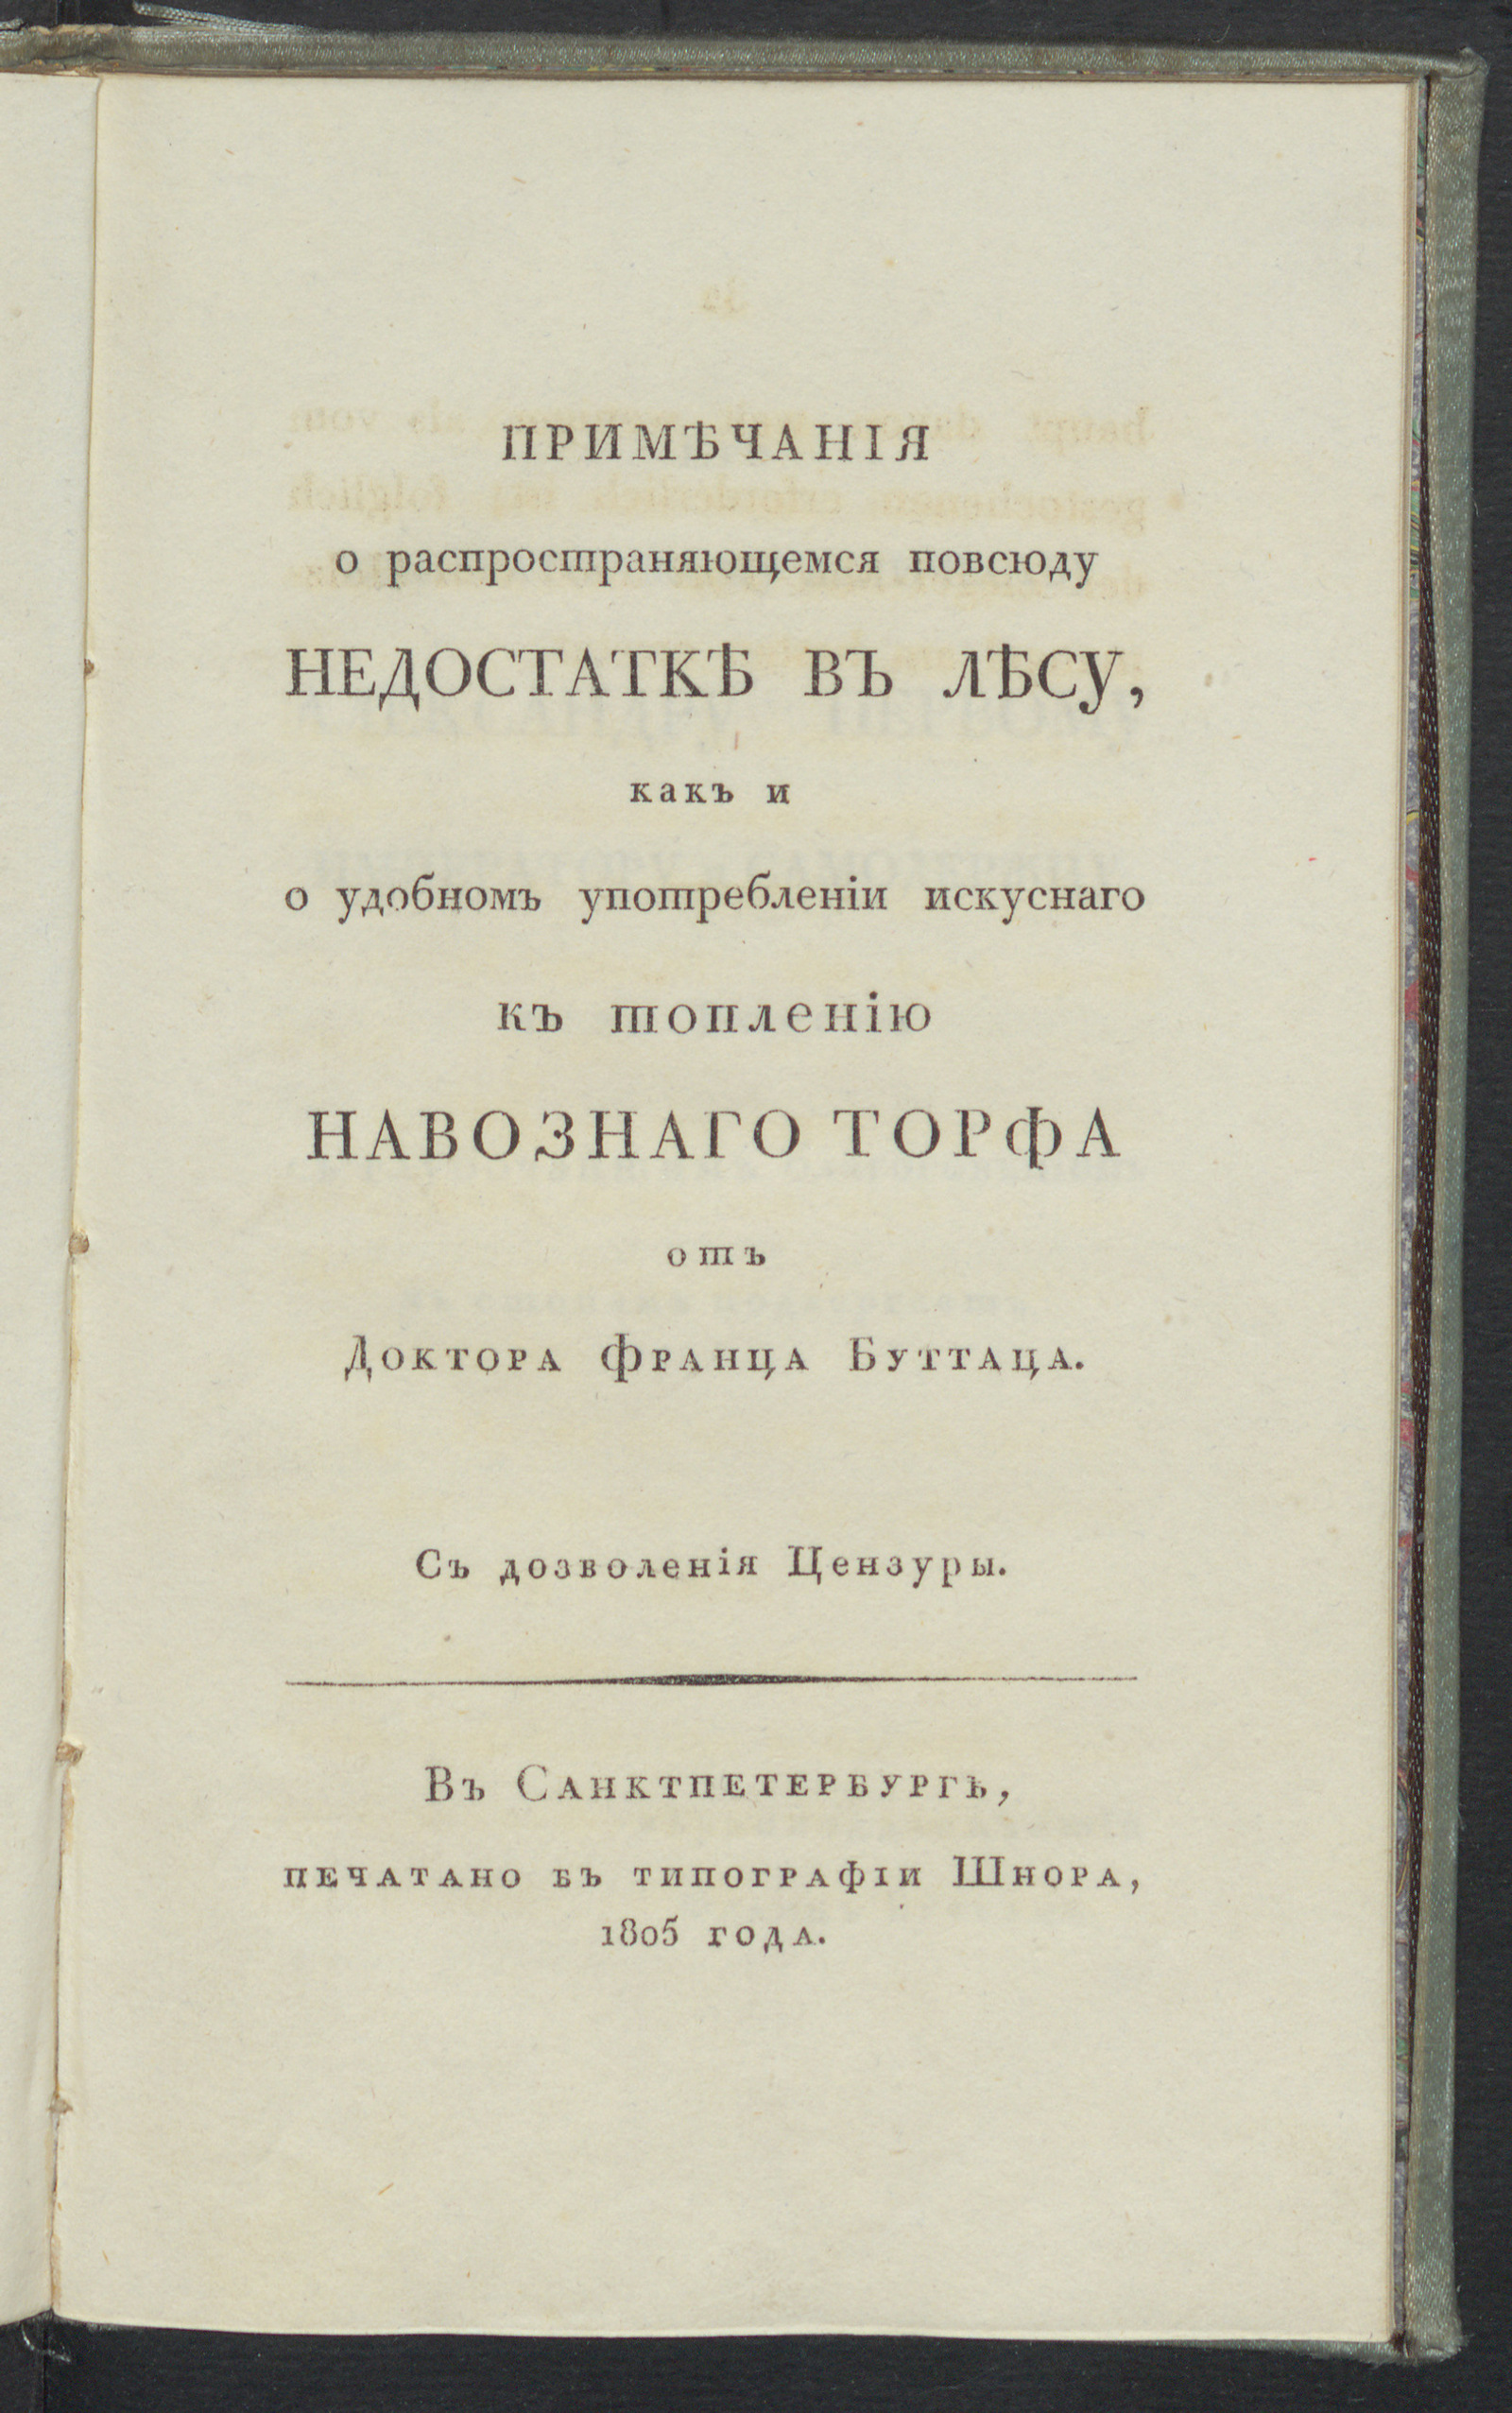 ПРИМѢЧАНІЯ
о распространяющемся повсюду
НЕДОСТАТКѢ ВЪ ЛѢСУ,
какъ и
о удобномъ употребленіи искуснаго
къ топленію
НАВОЗНАГО ТОРФА
отъ
Доктора Франца Буттаца.
Съ дозволенія Цензуры.
Въ Санктпетербургѣ,
печатано въ типографіи Шнора,
1805 года.